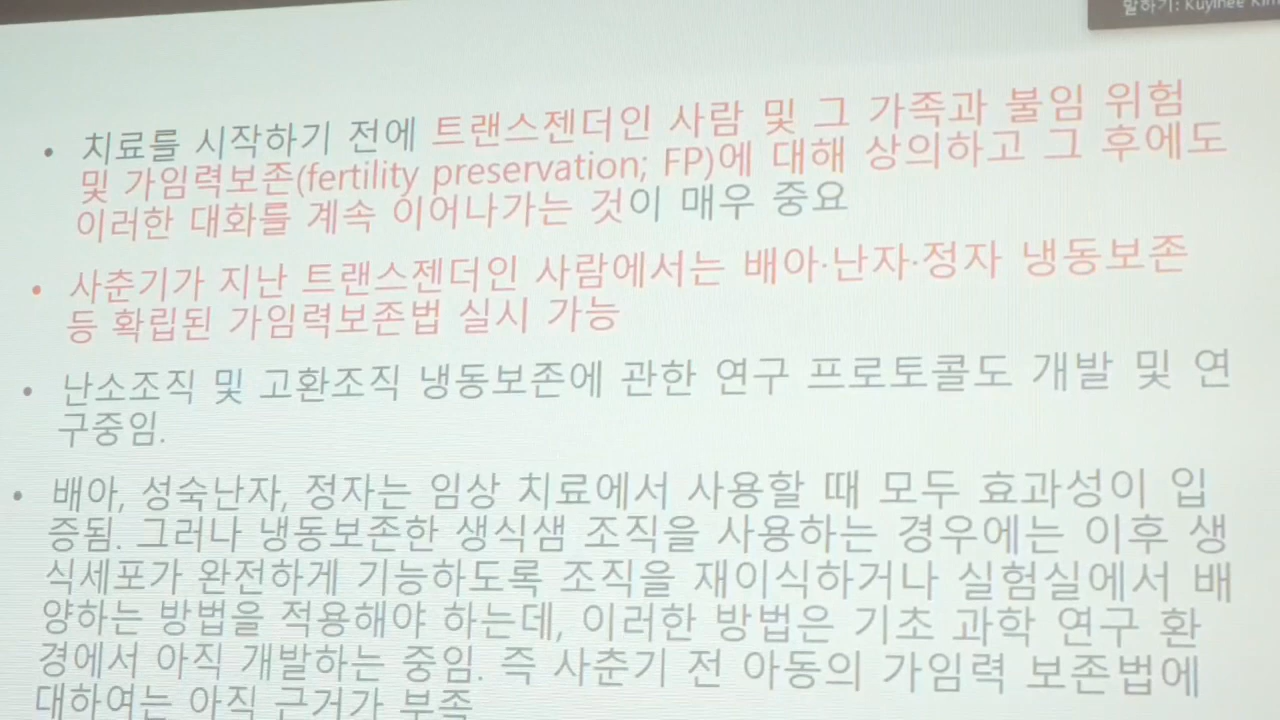 말하기: Kuyihee Kim
• 치료를 시작하기 전에 트랜스젠더인 사람 및 그 가족과 불임 위험
및 가임력보존(fertility preservation; FP)에 대해 상의하고 그 후에도
이러한 대화를 계속 이어나가는 것이 매우 중요
• 사춘기가 지난 트랜스젠더인 사람에서는 배아·난자·정자 냉동보존
등 확립된 가임력보존법 실시 가능
• 난소조직 및 고환조직 냉동보존에 관한 연구 프로토콜도 개발 및 연
구중임.
• 배아, 성숙난자, 정자는 임상 치료에서 사용할 때 모두 효과성이 입
증됨. 그러나 냉동보존한 생식샘 조직을 사용하는 경우에는 이후 생
식세포가 완전하게 기능하도록 조직을 재이식하거나 실험실에서 배
양하는 방법을 적용해야 하는데, 이러한 방법은 기초 과학 연구 환
경에서 아직 개발하는 중임. 즉 사춘기 전 아동의 가임력 보존법에
대하여는 아직 근거가 부족